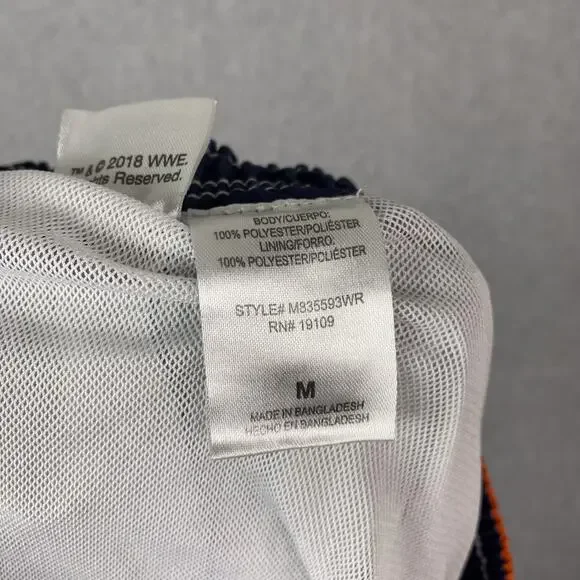 ™ & © 2018 WWE.
Reserved.
BODY/CUERPO:
100% POLYESTER/POLIÉSTER
LINING/FORRO:
100% POLYESTER/POLIÉSTER
STYLE# M835593WR
RN# 19109
M
MADE IN BANGLADESH
HECHO EN BANGLADESH